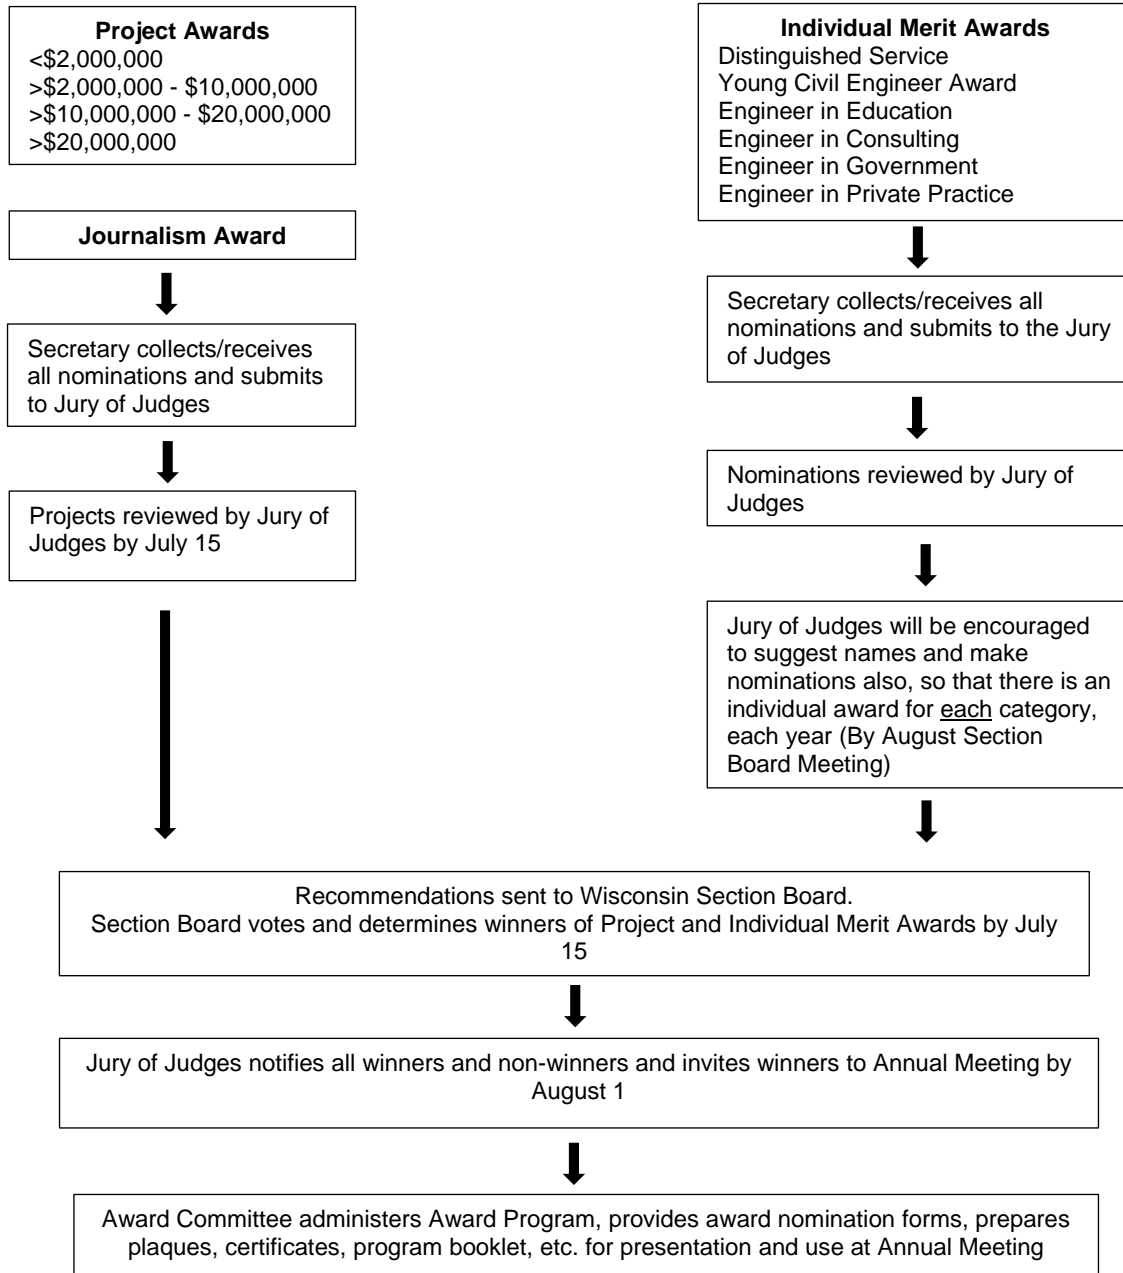 Project Awards
<$2,000,000
>$2,000,000 - $10,000,000
>$10,000,000 - $20,000,000
>$20,000,000
Journalism Award
Secretary collects/receives
all nominations and submits
to Jury of Judges
Projects reviewed by Jury of
Judges by July 15
Individual Merit Awards
Distinguished Service
Young Civil Engineer Award
Engineer in Education
Engineer in Consulting
Engineer in Government
Engineer in Private Practice
Secretary collects/receives all
nominations and submits to the Jury
of Judges
Nominations reviewed by Jury of
Judges
Jury of Judges will be encouraged
to suggest names and make
nominations also, so that there is an
individual award for each category,
each year (By August Section
Board Meeting)
Recommendations sent to Wisconsin Section Board.
Section Board votes and determines winners of Project and Individual Merit Awards by July
15
Jury of Judges notifies all winners and non-winners and invites winners to Annual Meeting by
August 1
Award Committee administers Award Program, provides award nomination forms, prepares
plaques, certificates, program booklet, etc. for presentation and use at Annual Meeting